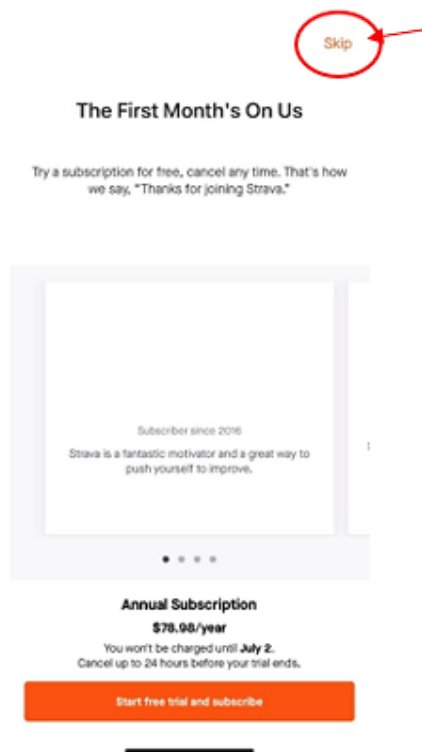 Skip
The First Month's On Us
Try a subscription for free, cancel any time. That's how
we say, "Thanks for joining Strava."
Subscriber since 2016
Strava is a fantastic motivator and a great way to
push yourself to improve.
Annual Subscription
$78.98/year
You won't be charged until July 2.
Cancel up to 24 hours before your trial ends.
Start free trial and subscribe